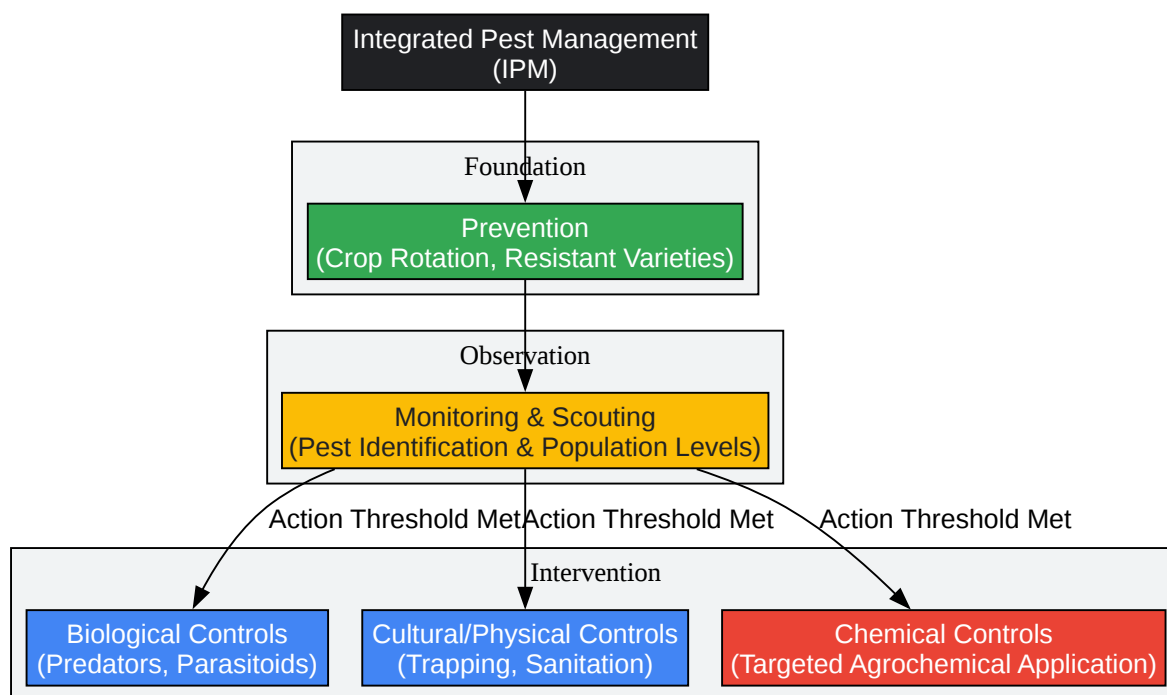 Integrated Pest Management
(IPM)
Foundation
Prevention
(Crop Rotation, Resistant Varieties)
Observation
Monitoring & Scouting
(Pest Identification & Population Levels)
Action Threshold Met
Action Threshold Met
Action Threshold Met
Intervention
Biological Controls
(Predators, Parasitoids)
Cultural/Physical Controls
(Trapping, Sanitation)
Chemical Controls
(Targeted Agrochemical Application)